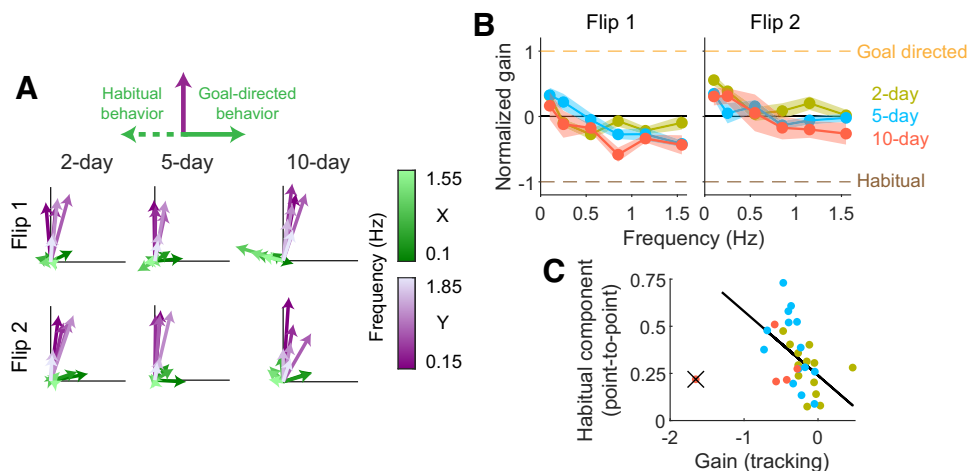 A
Habitual behavior
Goal-directed behavior
2-day
5-day
10-day
Flip 1
Flip 2
Frequency (Hz)
1.55
X
0.1
1.85
Y
0.15
B
Flip 1
Flip 2
Normalized gain
1
0
-1
0
0.5
1
1.5
0
0.5
1
1.5
Frequency (Hz)
Goal directed
2-day
5-day
10-day
Habitual
C
Habitual component
(point-to-point)
0.75
0.5
0.25
0
-2
-1
0
Gain (tracking)